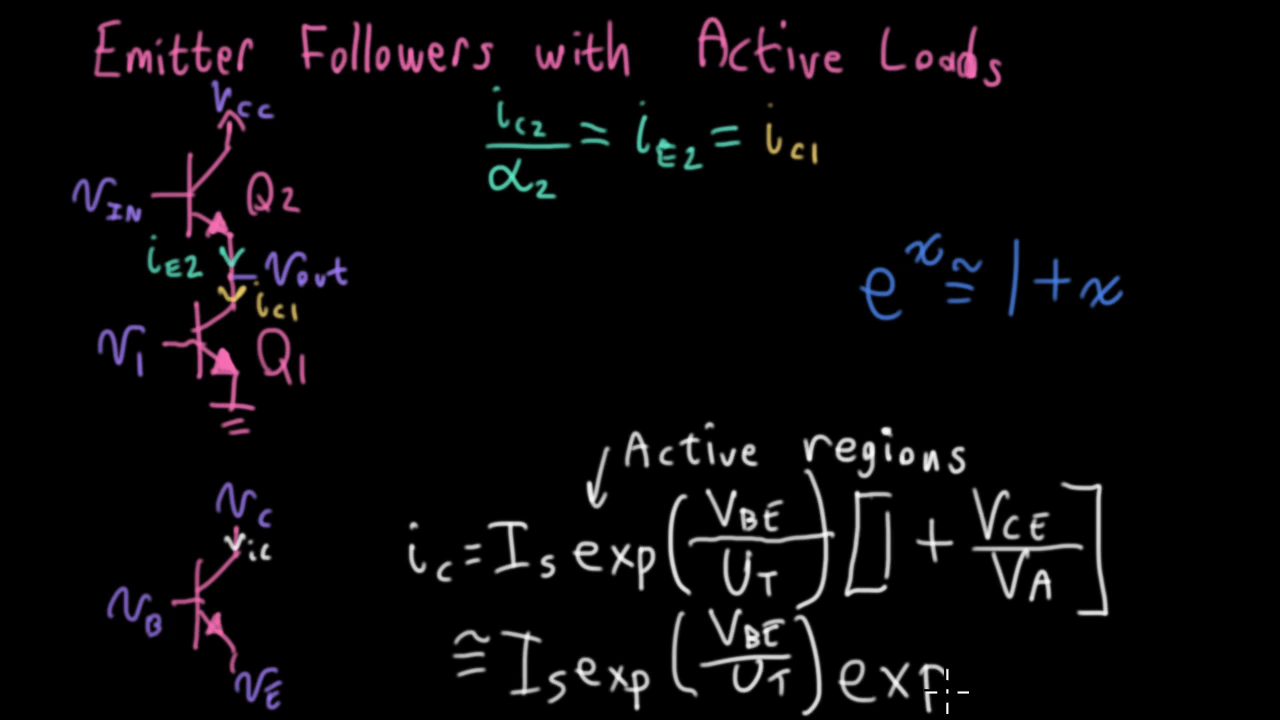 Emitter Followers with Active Loads
VCC
iC2/α2 = iE2 = iC1
VIN Q2
iE2 Vout
iC1
e^x ≅ 1 + x
V1 Q1
Active regions
VC
iC
iC = IS exp(VBE/UT) [1 + VCE/VA]
VB
≅ IS exp(VBE/UT) exp
VE